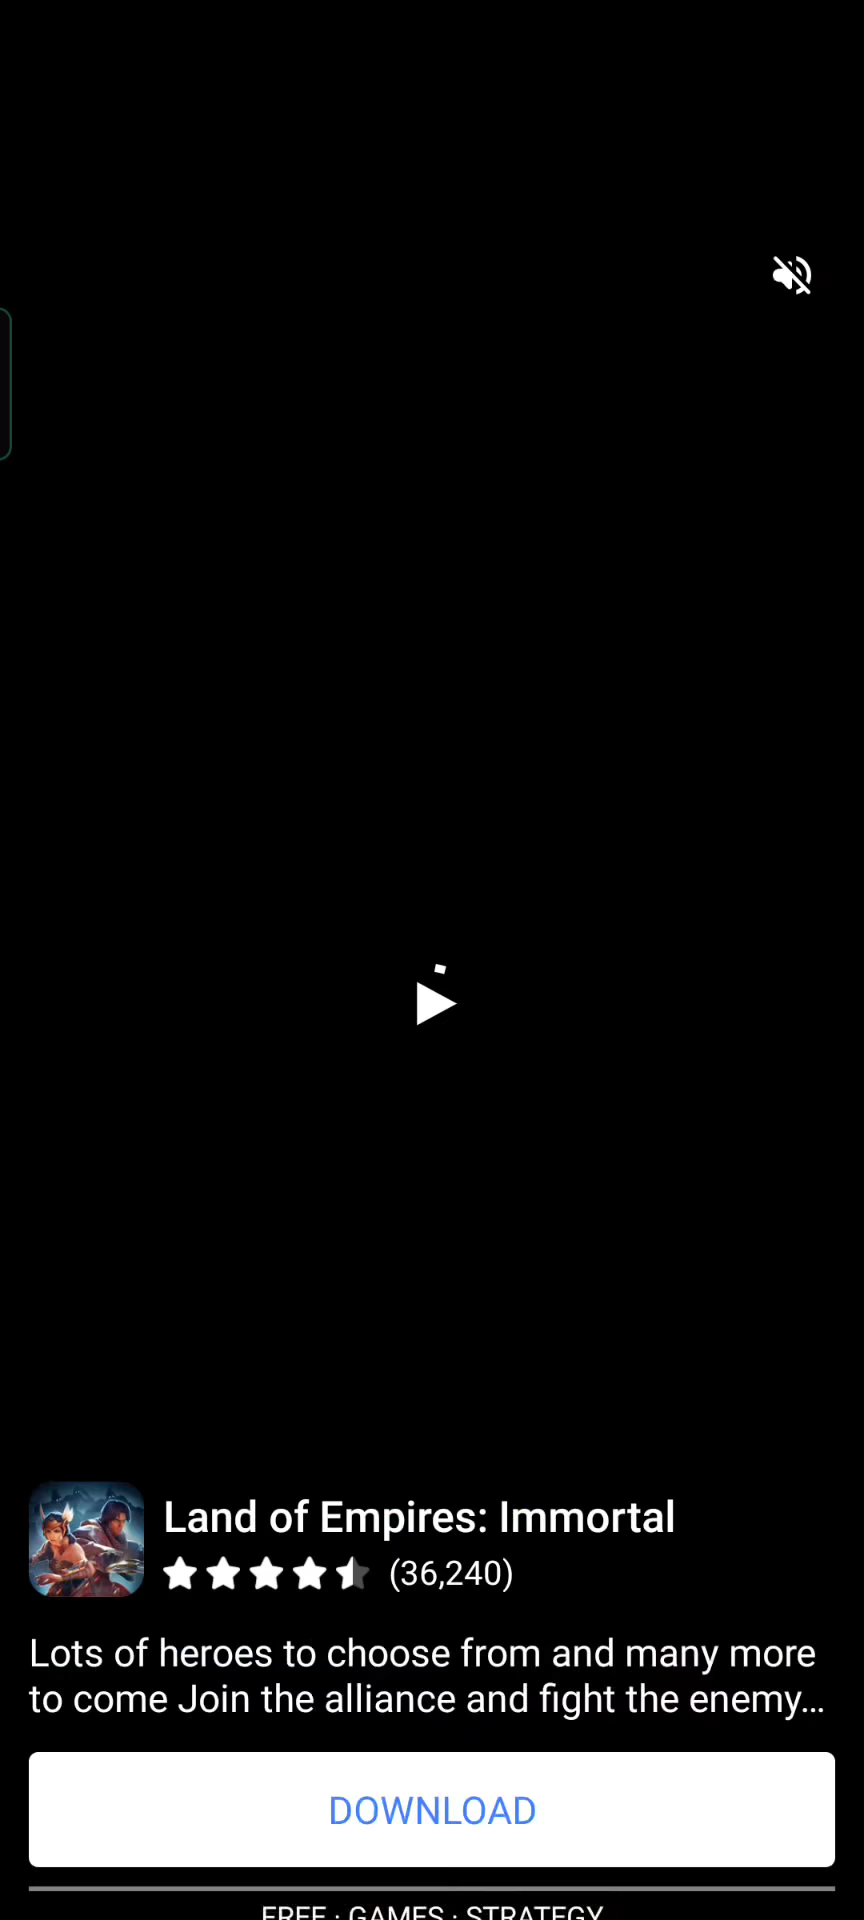 Land of Empires: Immortal
(36,240)
Lots of heroes to choose from and many more
to come Join the alliance and fight the enemy...
DOWNLOAD
FREE · GAMES · STRATEGY